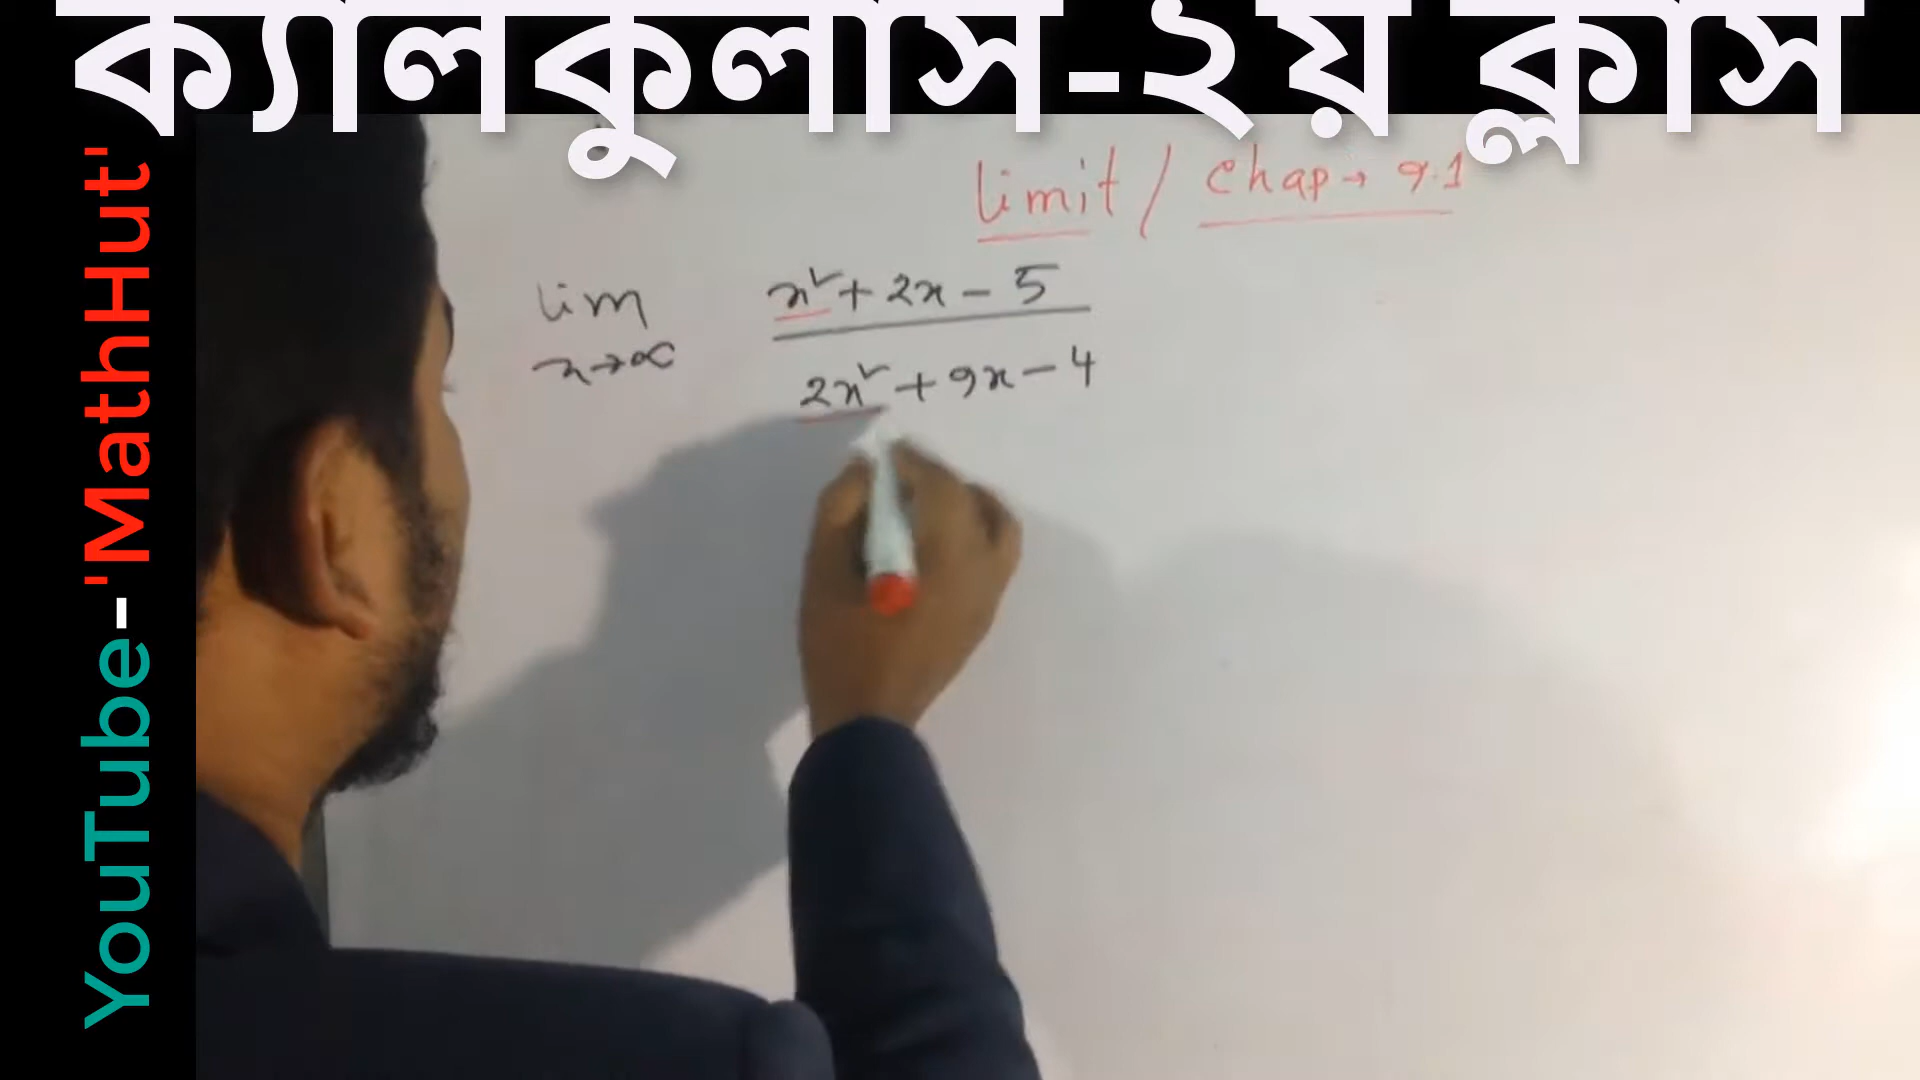 ক্যালকুলাস-২য় ক্লাস
YouTube-'MathHut'
limit / Chap → 9.1
lim x→∞ (x² + 2x - 5) / (2x² + 9x - 4)